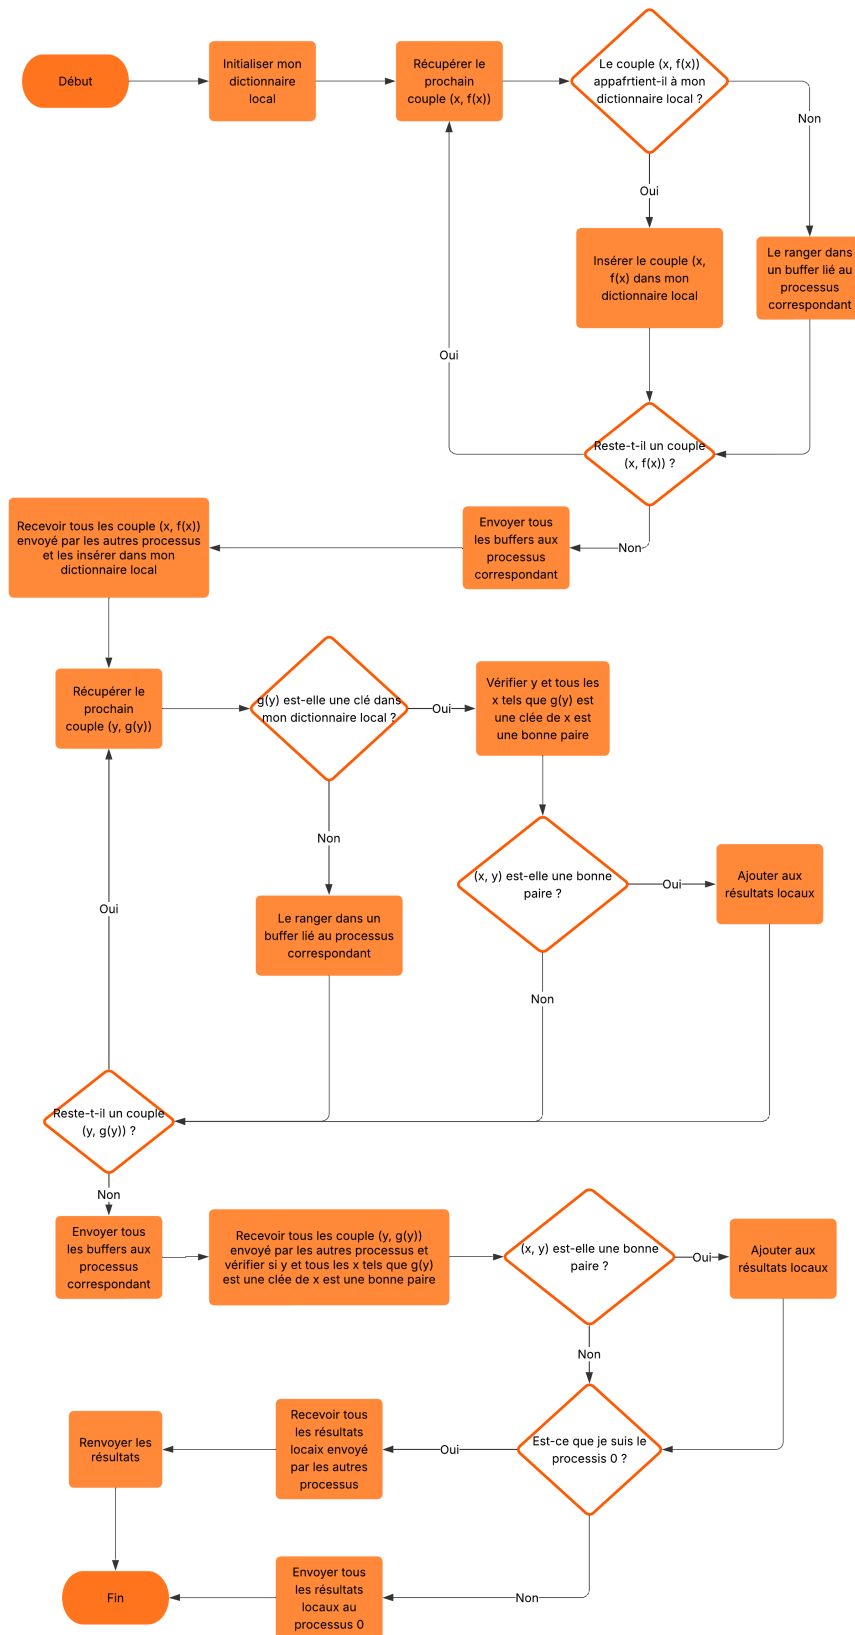 Début
Initialiser mon
dictionnaire
local
Récupérer le
prochain
couple (x, f(x))
Le couple (x, f(x))
appafrtient-il à mon
dictionnaire local ?
Non
Oui
Insérer le couple (x,
f(x) dans mon
dictionnaire local
Le ranger dans
un buffer lié au
processus
correspondant
Oui
Reste-t-il un couple
(x, f(x)) ?
Non
Envoyer tous
les buffers aux
processus
correspondant
Recevoir tous les couple (x, f(x))
envoyé par les autres processus
et les insérer dans mon
dictionnaire local
Récupérer le
prochain
couple (y, g(y))
g(y) est-elle une clé dans
mon dictionnaire local ?
Oui
Vérifier y et tous les
x tels que g(y) est
une clée de x est
une bonne paire
Non
(x, y) est-elle une bonne
paire ?
Oui
Ajouter aux
résultats locaux
Oui
Le ranger dans un
buffer lié au processus
correspondant
Non
Reste-t-il un couple
(y, g(y)) ?
Non
Envoyer tous
les buffers aux
processus
correspondant
Recevoir tous les couple (y, g(y))
envoyé par les autres processus et
vérifier si y et tous les x tels que g(y)
est une clée de x est une bonne paire
(x, y) est-elle une bonne
paire ?
Oui
Ajouter aux
résultats locaux
Non
Est-ce que je suis le
processis 0 ?
Oui
Recevoir tous
les résultats
locaix envoyé
par les autres
processus
Renvoyer les
résultats
Non
Envoyer tous
les résultats
locaux au
processus 0
Fin